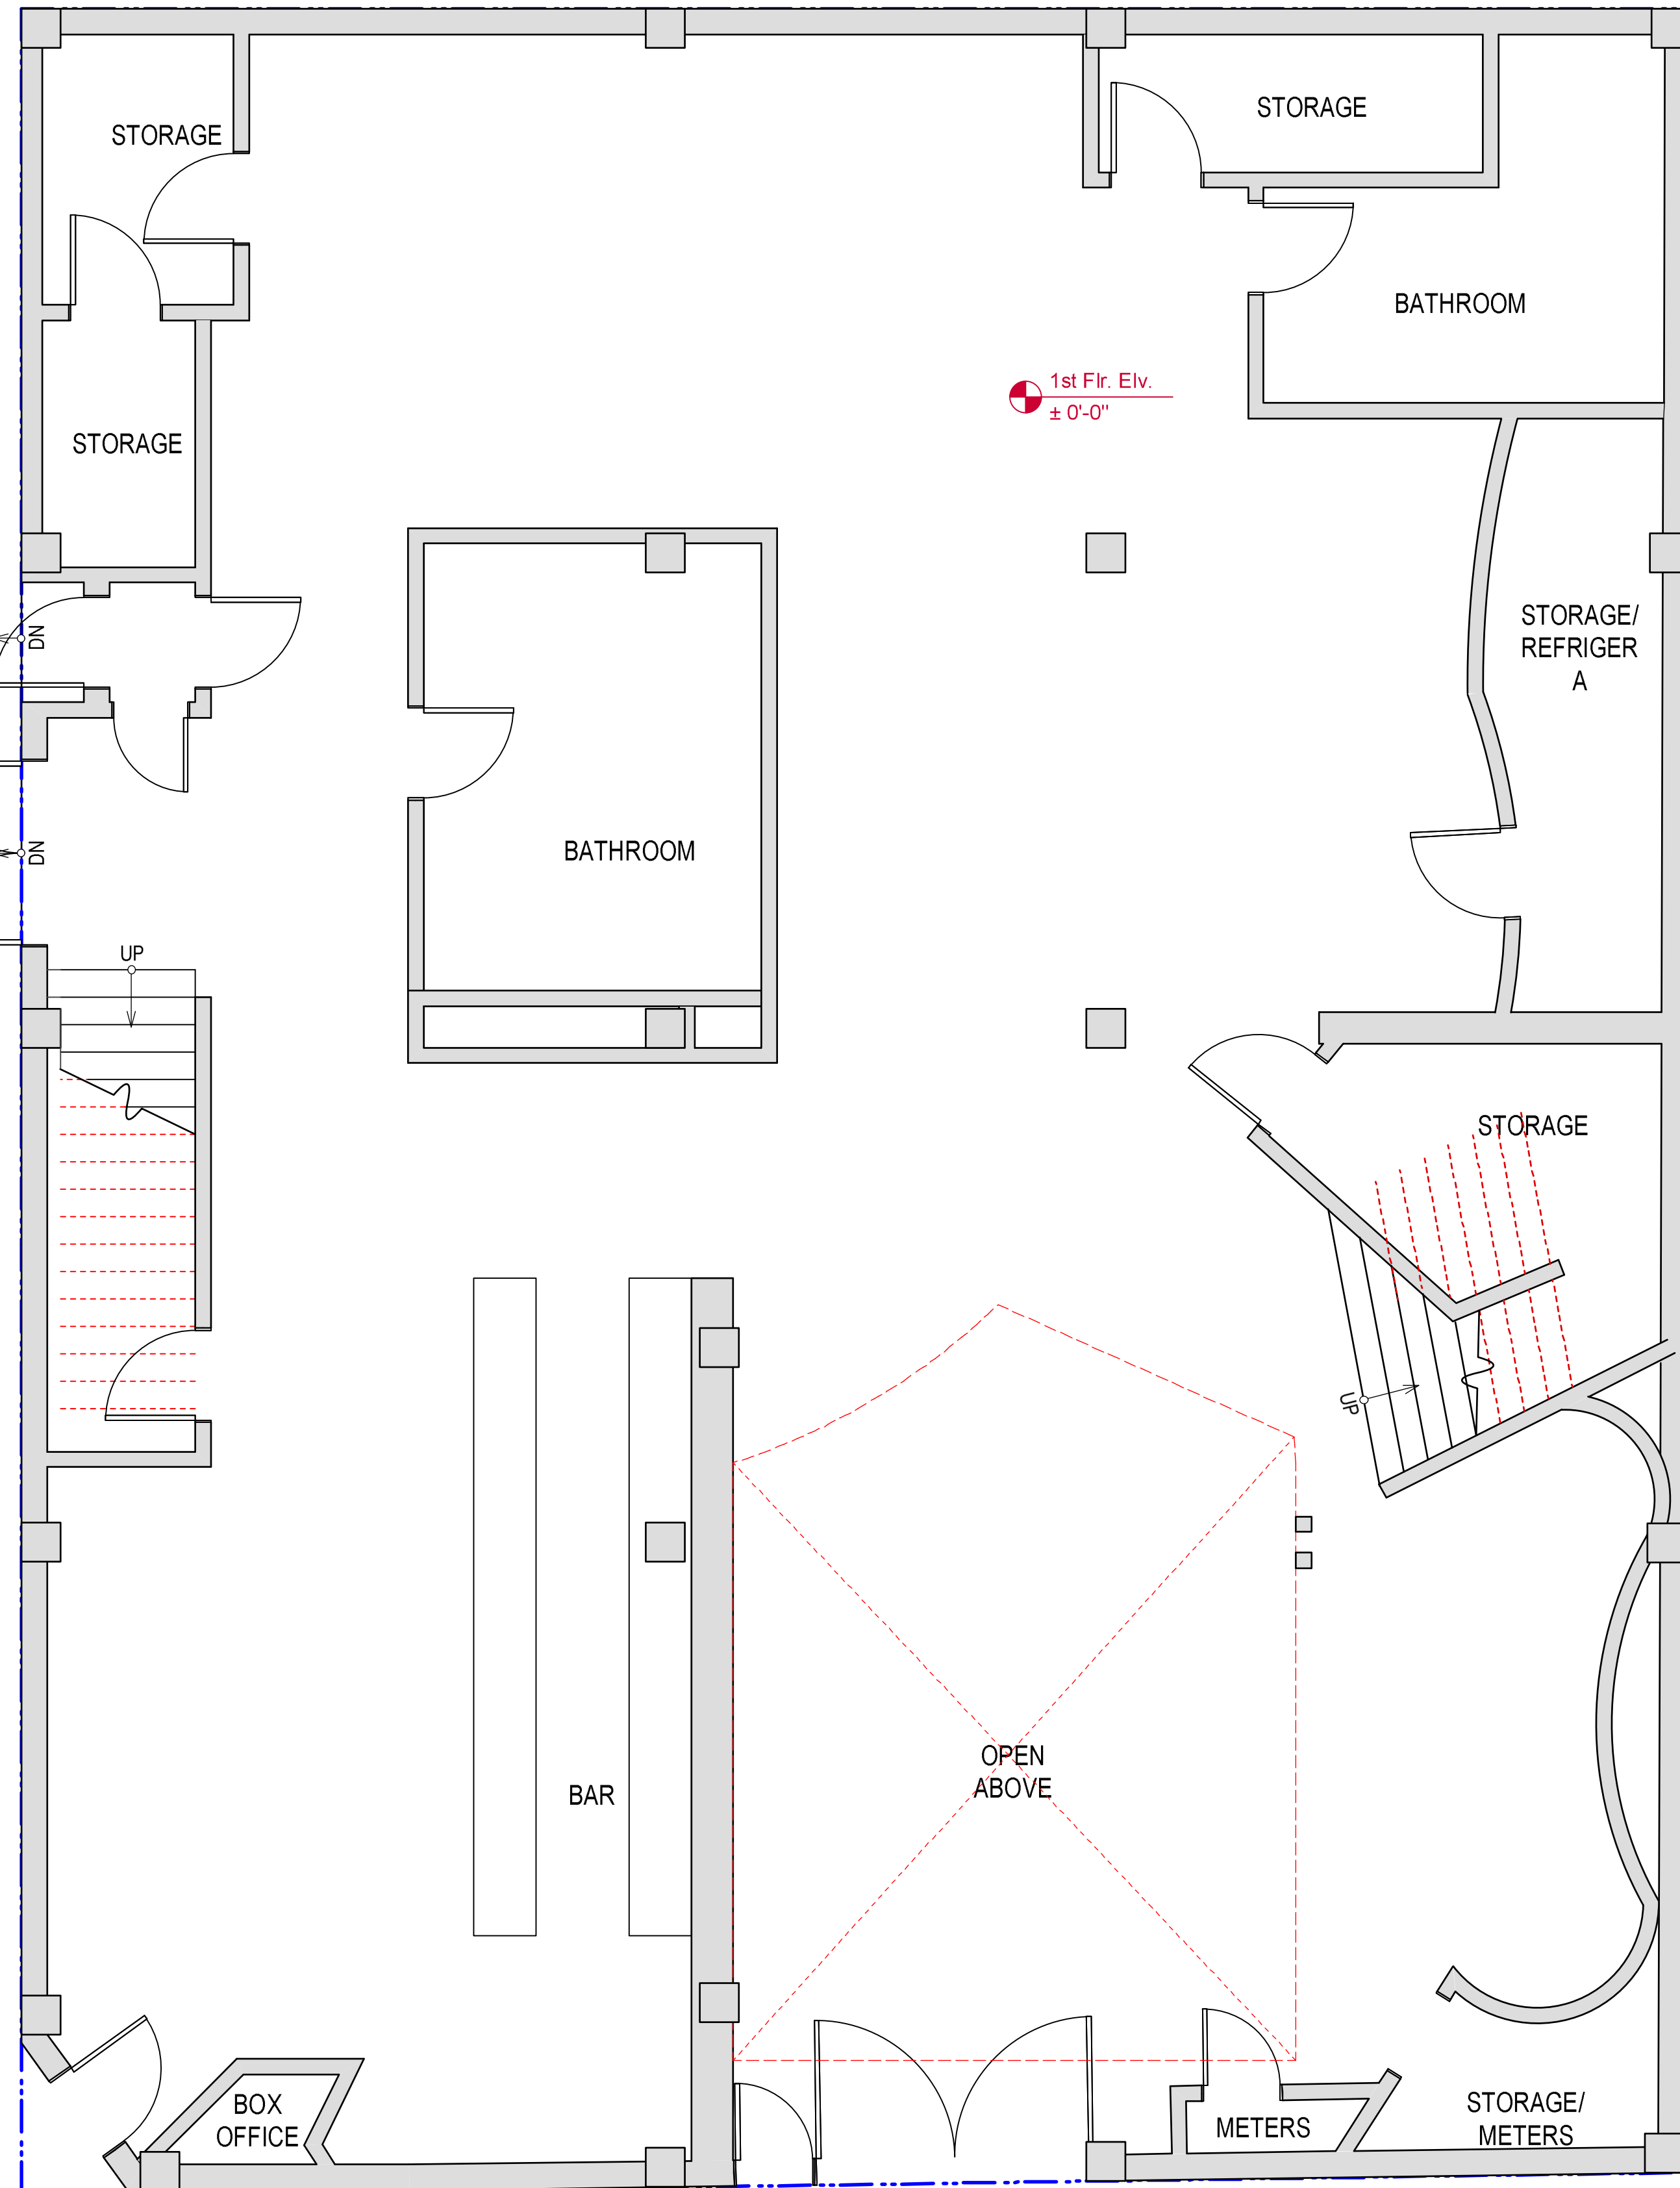 STORAGE
STORAGE
BATHROOM
1st Flr. Elv.
± 0'-0"
STORAGE
STORAGE/
REFRIGER
A
DN
BATHROOM
DN
UP
STORAGE
UP
OPEN
ABOVE
BAR
BOX
OFFICE
METERS
STORAGE/
METERS